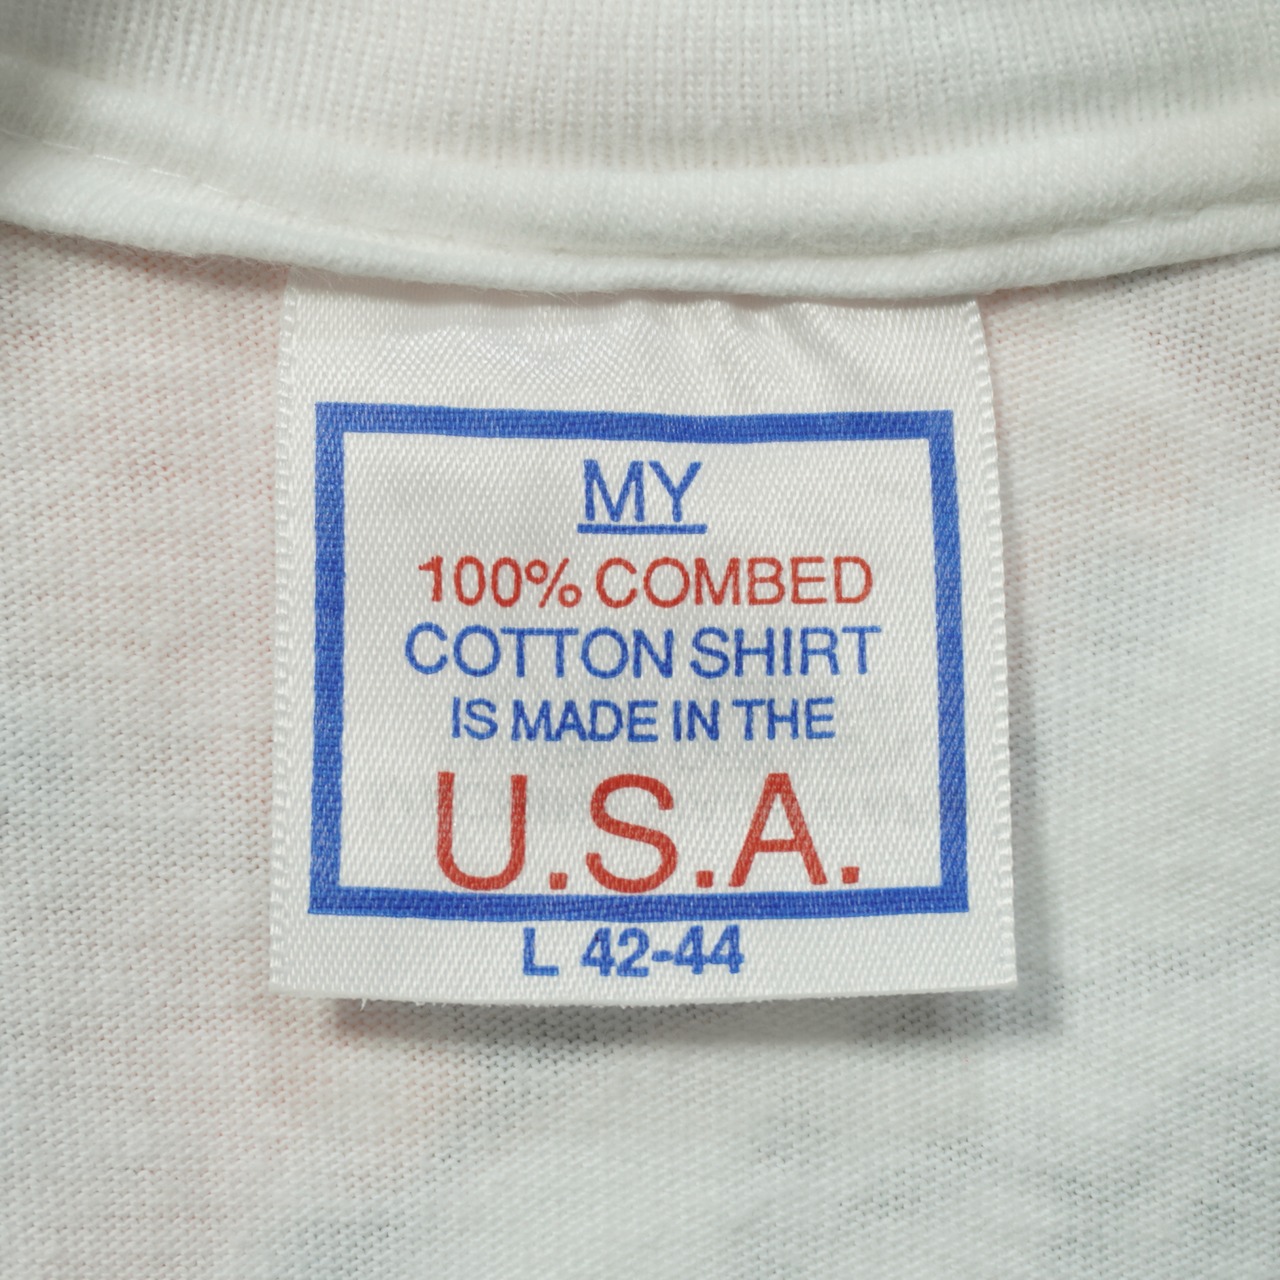 MY
100% COMBED
COTTON SHIRT
IS MADE IN THE
U.S.A.
L 42-44